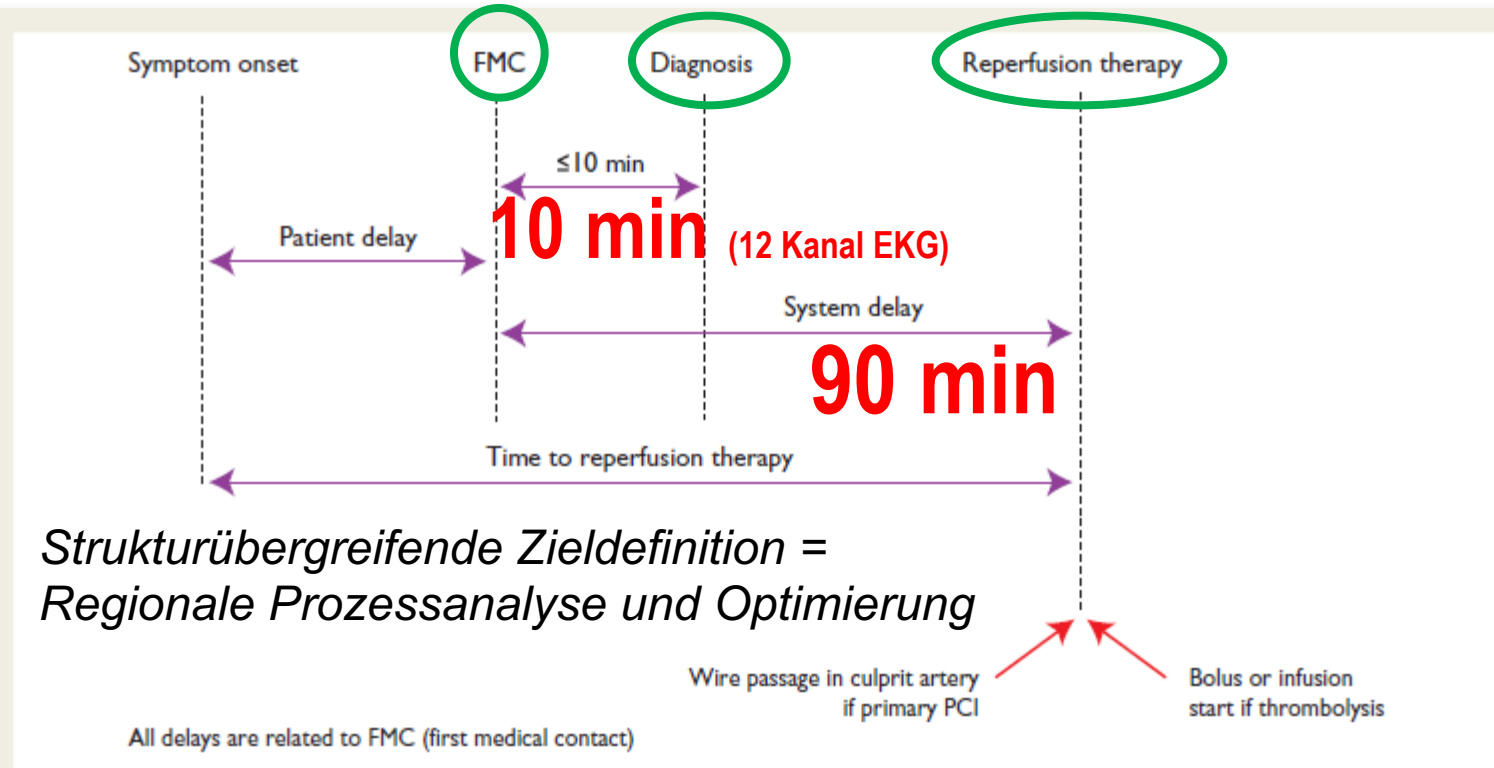 Symptom onset
FMC
Diagnosis
Reperfusion therapy
≤10 min
10 min (12 Kanal EKG)
Patient delay
System delay
90 min
Time to reperfusion therapy
Strukturübergreifende Zieldefinition =
Regionale Prozessanalyse und Optimierung
Wire passage in culprit artery
if primary PCI
Bolus or infusion
start if thrombolysis
All delays are related to FMC (first medical contact)